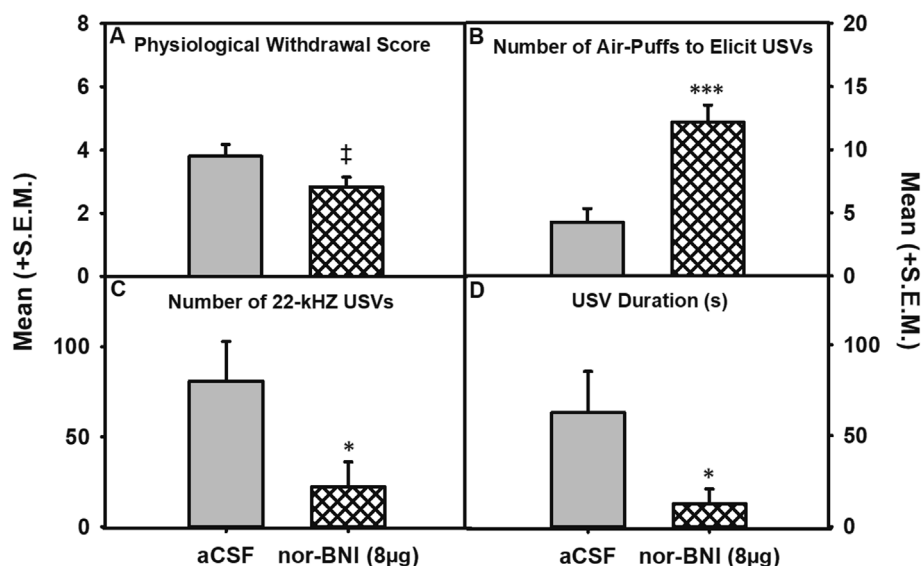 A Physiological Withdrawal Score
B Number of Air-Puffs to Elicit USVs
8
6
4
2
0
‡
***
20
15
10
5
0
C Number of 22-kHZ USVs
D USV Duration (s)
100
50
0
*
*
100
50
0
Mean (+S.E.M.)
Mean (+S.E.M.)
aCSF nor-BNI (8µg)
aCSF nor-BNI (8µg)